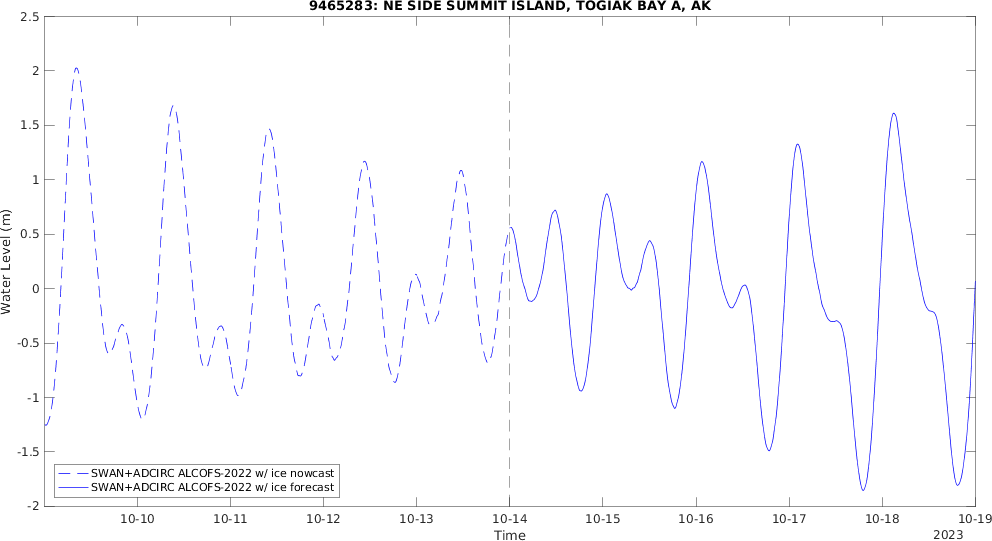 9465283: NE SIDE SUMMIT ISLAND, TOGIAK BAY A, AK
Water Level (m)
2.5
2
1.5
1
0.5
0
-0.5
-1
-1.5
-2
SWAN+ADCIRC ALCOFS-2022 w/ ice nowcast
SWAN+ADCIRC ALCOFS-2022 w/ ice forecast
10-10 10-11 10-12 10-13 10-14 10-15 10-16 10-17 10-18 10-19
Time
2023